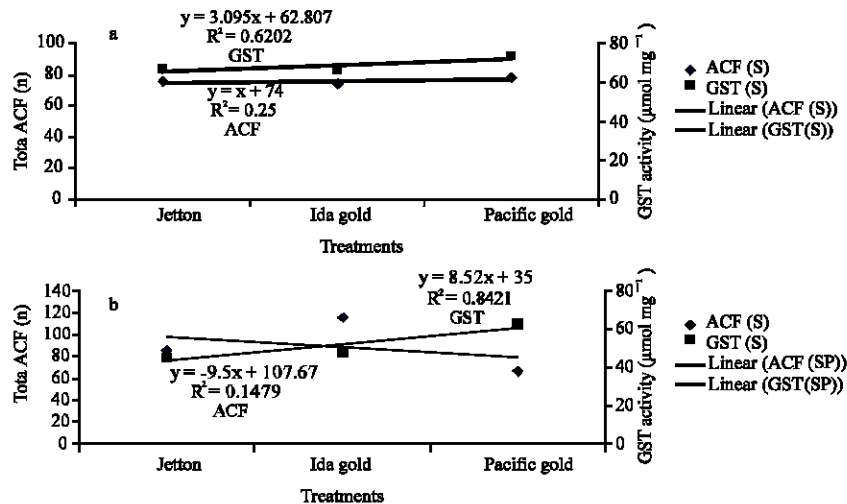 a
y = 3.095x + 62.807
R² = 0.6202
GST
y = x + 74
R² = 0.25
ACF
Tota ACF (n)
100
80
60
40
20
0
GST activity (µmol mg⁻¹)
80
60
40
20
0
Jetton
Ida gold
Pacific gold
Treatments
ACF (S)
GST (S)
Linear (ACF (S))
Linear (GST(S))
b
y = 8.52x + 35
R² = 0.8421
GST
y = -9.5x + 107.67
R² = 0.1479
ACF
Tota ACF (n)
140
120
100
80
60
40
20
0
GST activity (µmol mg⁻¹)
80
60
40
20
0
Jetton
Ida gold
Pacific gold
Treatments
ACF (S)
GST (S)
Linear (ACF (SP))
Linear (GST(SP))